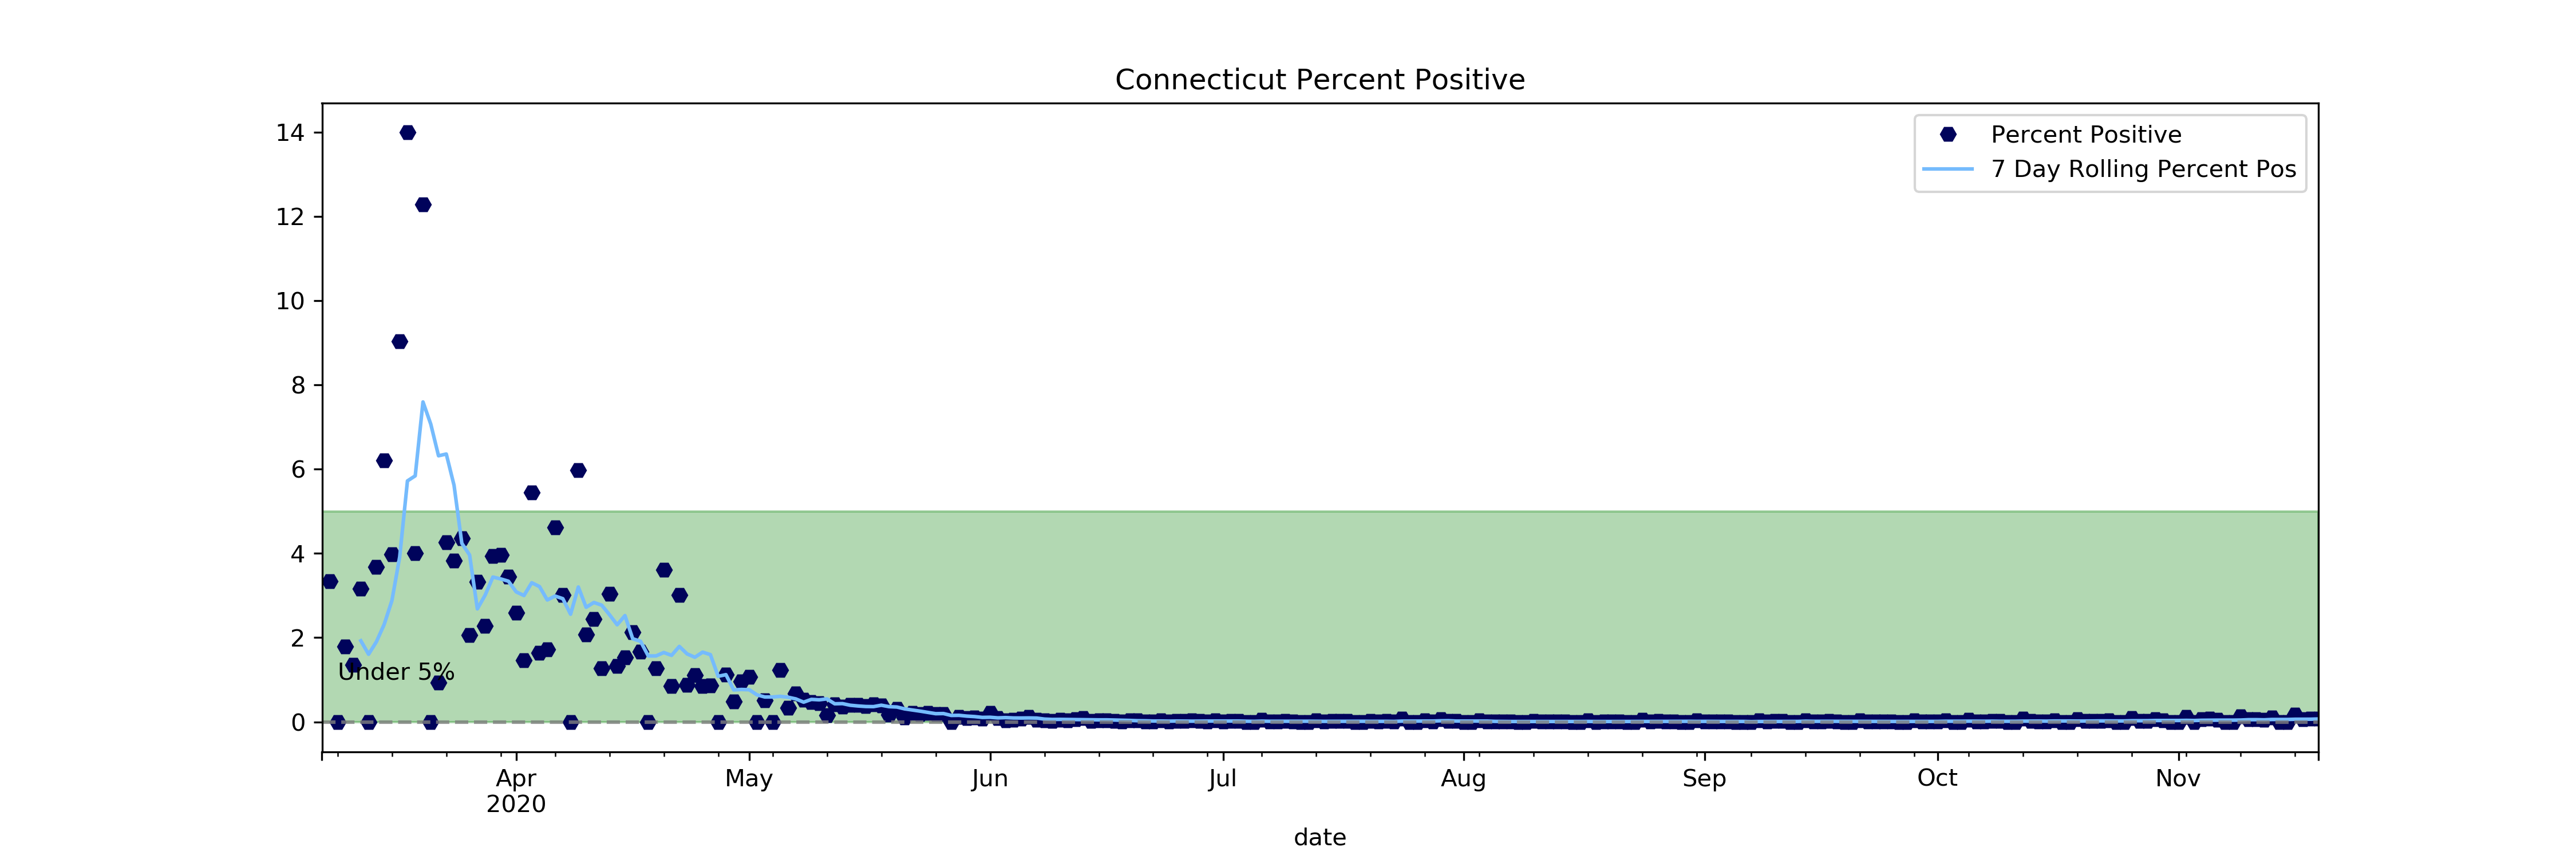 Connecticut Percent Positive
Percent Positive
7 Day Rolling Percent Pos
14
12
10
8
6
4
2
0
Under 5%
Apr
2020
May
Jun
Jul
Aug
Sep
Oct
Nov
date